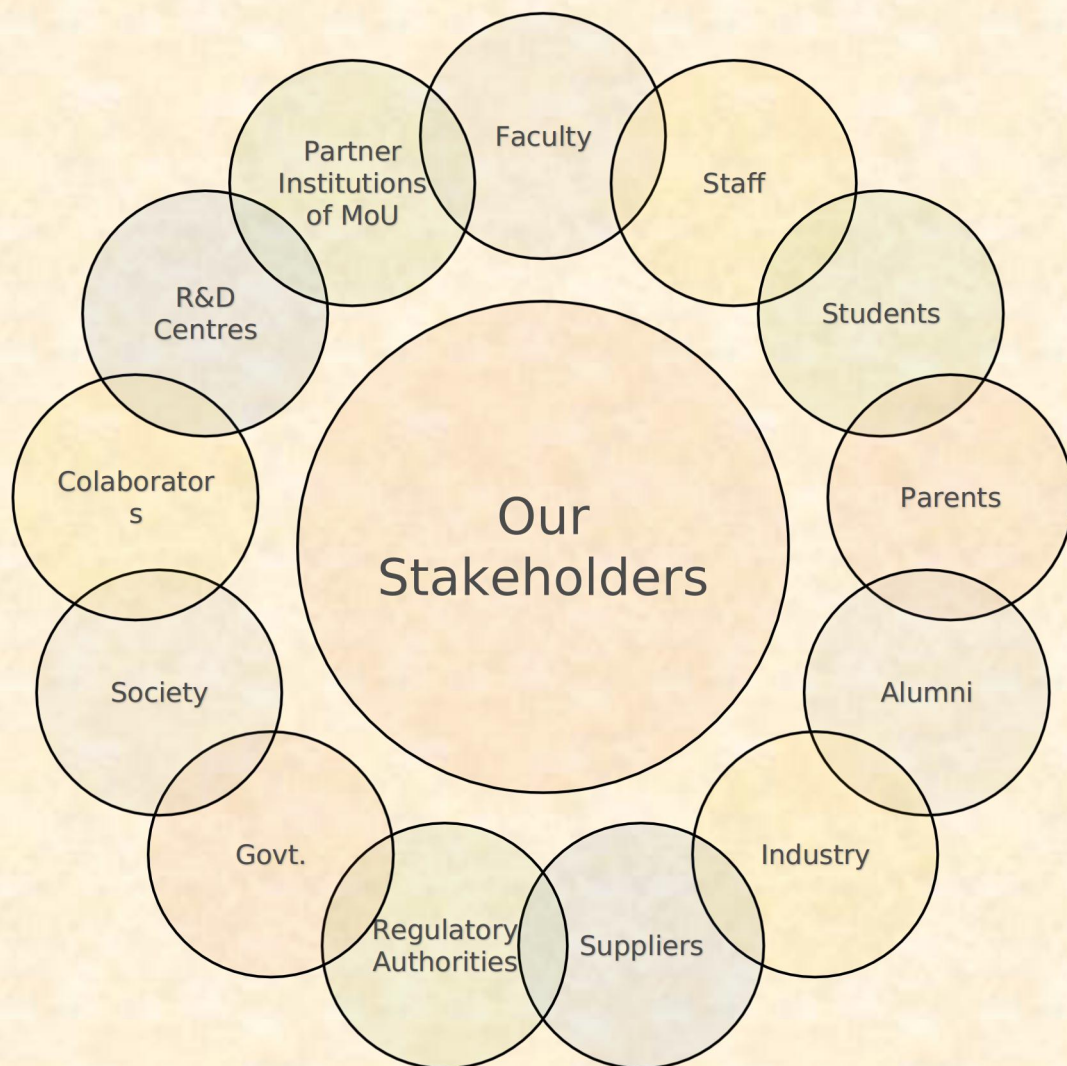 Faculty
Staff
Students
Parents
Alumni
Industry
Suppliers
Regulatory
Authorities
Govt.
Society
Colaborator
s
R&D
Centres
Partner
Institutions
of MoU
Our
Stakeholders